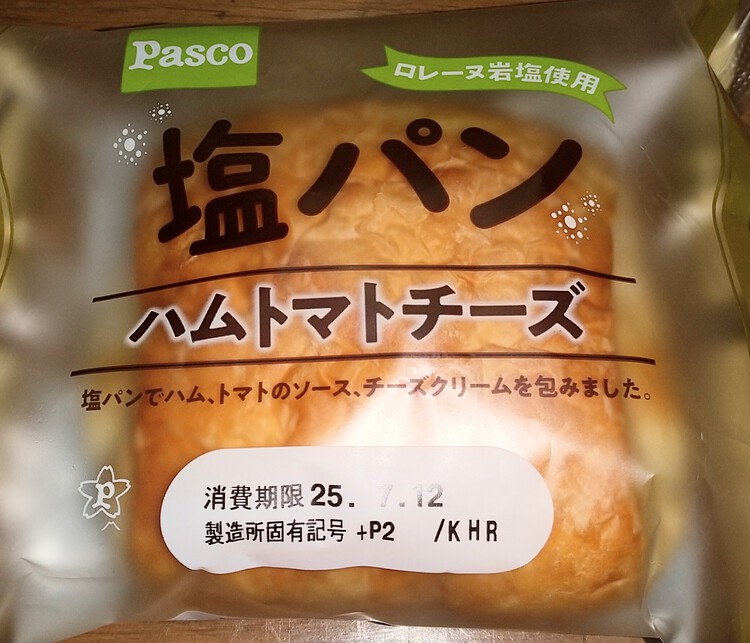 Pasco
ロレーヌ岩塩使用
塩パン
ハムトマトチーズ
塩パンでハム、トマトのソース、チーズクリームを包みました。
P
消費期限 25. 7.12
製造所固有記号 +P2 /KHR